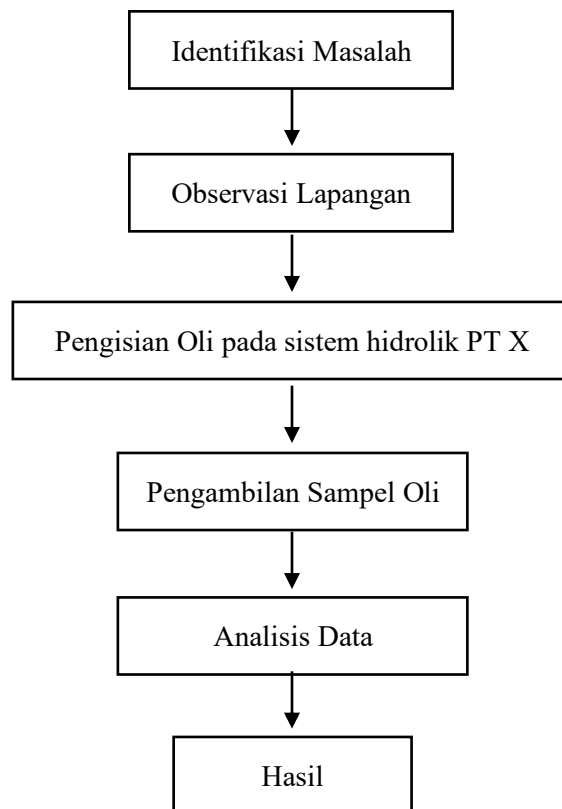 Identifikasi Masalah
Observasi Lapangan
Pengisian Oli pada sistem hidrolik PT X
Pengambilan Sampel Oli
Analisis Data
Hasil